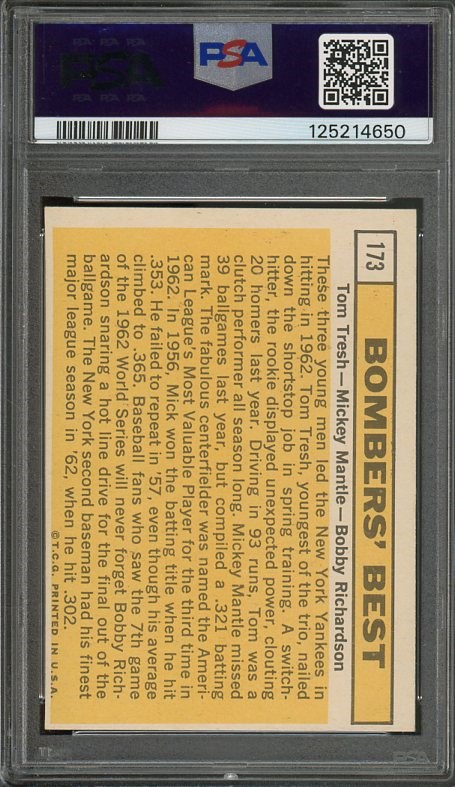 PSA
125214650
173
BOMBERS' BEST
Tom Tresh—Mickey Mantle—Bobby Richardson
These three young men led the New York Yankees in
hitting in 1962. Tom Tresh, youngest of the trio, nailed
down the shortstop job in spring training. A switch-
hitter, the rookie displayed unexpected power, clouting
20 homers last year. Driving in 93 runs, Tom was a
clutch performer all season long. Mickey Mantle missed
39 ballgames last year, but compiled a .321 batting
mark. The fabulous centerfielder was named the Ameri-
can League's Most Valuable Player for the third time in
1962. In 1956, Mick won the batting title when he hit
.353. He failed to repeat in '57, even though his average
climbed to .365. Baseball fans who saw the 7th game
of the 1962 World Series will never forget Bobby Rich-
ardson snaring a hot line drive for the final out of the
ballgame. The New York second baseman had his finest
major league season in '62, when he hit .302.
©T.C.G. PRINTED IN U.S.A.
PSA